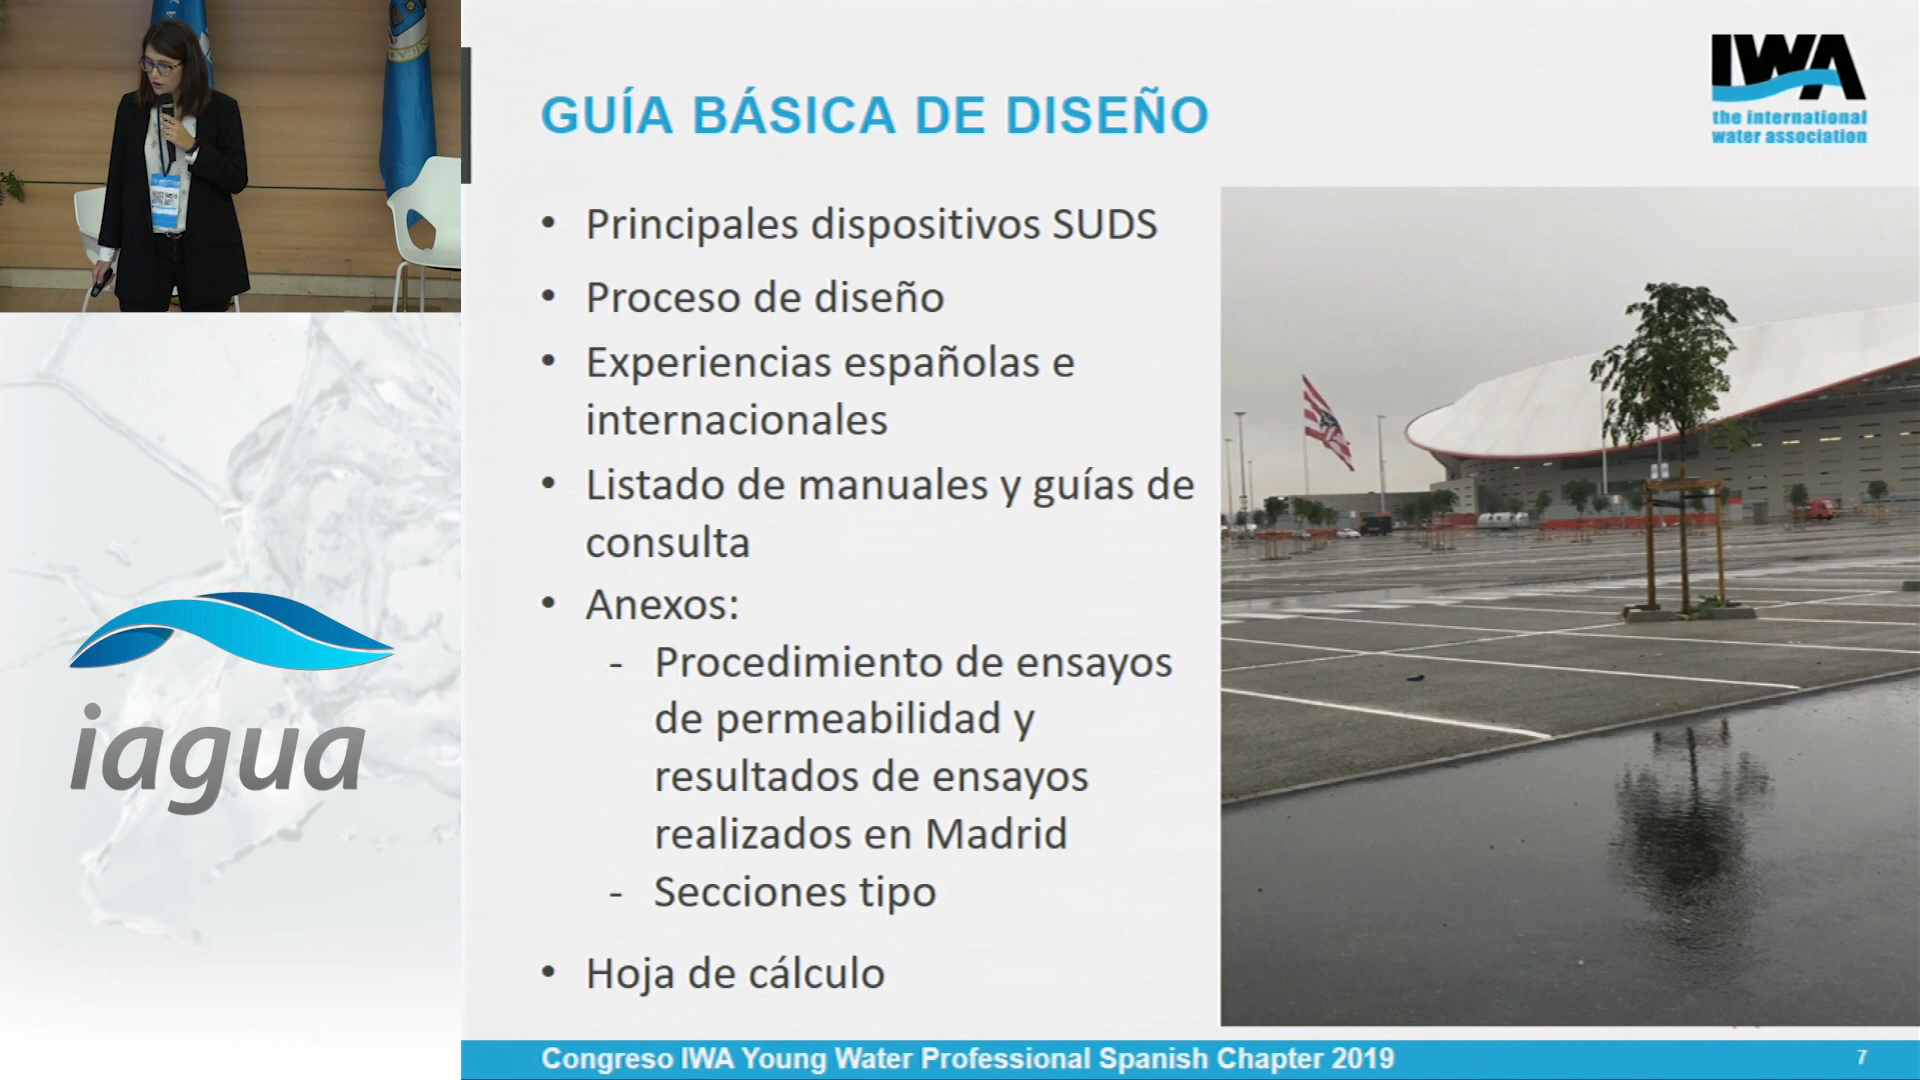 GUÍA BÁSICA DE DISEÑO
IWA
the international
water association
• Principales dispositivos SUDS
• Proceso de diseño
• Experiencias españolas e
internacionales
• Listado de manuales y guías de
consulta
• Anexos:
- Procedimiento de ensayos
de permeabilidad y
resultados de ensayos
realizados en Madrid
- Secciones tipo
• Hoja de cálculo
iagua
Congreso IWA Young Water Professional Spanish Chapter 2019
7